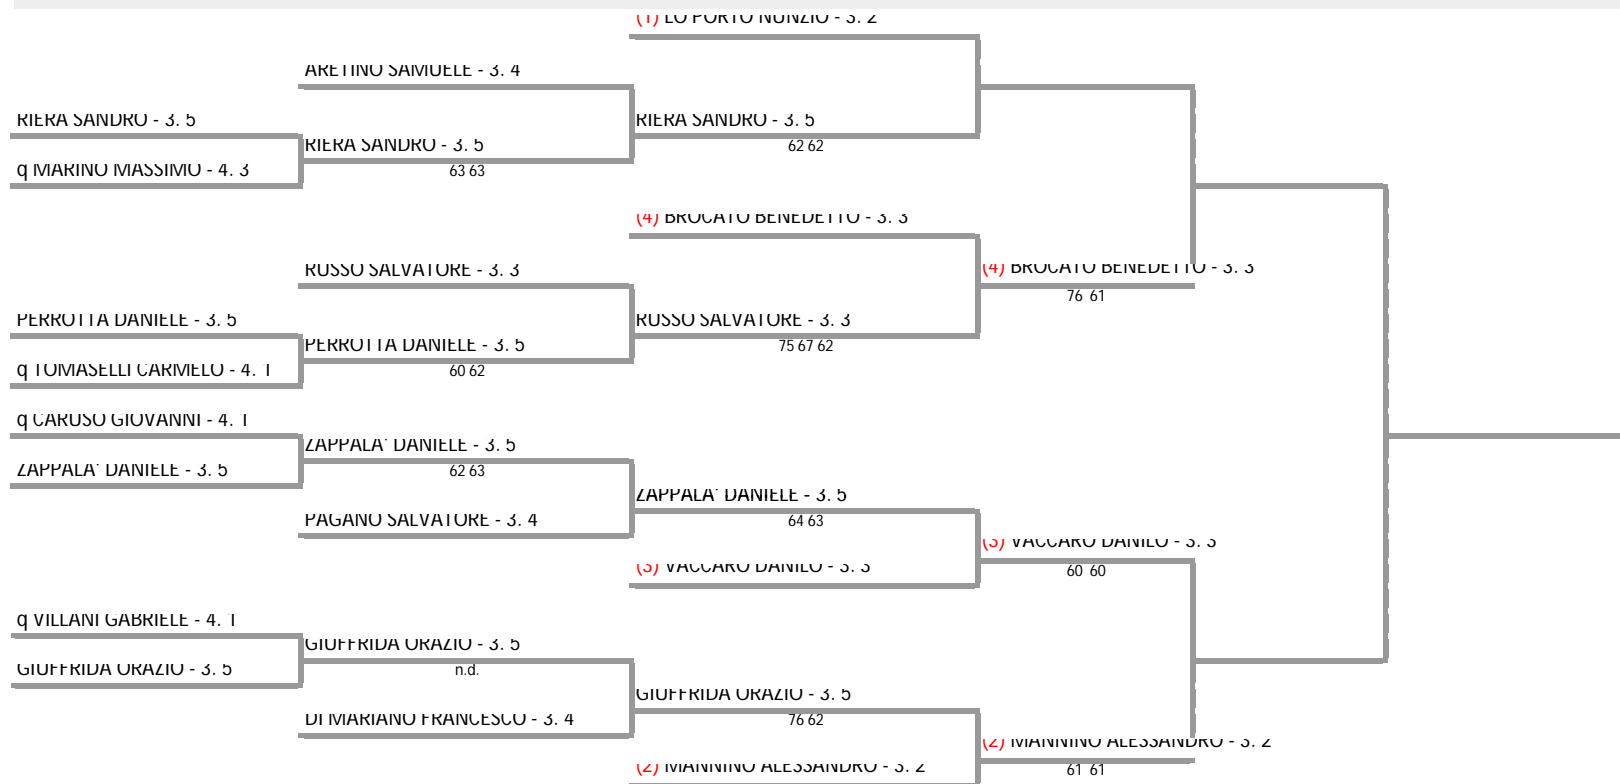 (1) LO PORTO NUNZIO - 3. 2
ARETINO SAMUELE - 3. 4
RIERA SANDRO - 3. 5
RIERA SANDRO - 3. 5
RIERA SANDRO - 3. 5
62 62
q MARINO MASSIMO - 4. 3
63 63
(4) BROCATO BENEDETTO - 3. 3
RUSSO SALVATORE - 3. 3
(4) BROCATO BENEDETTO - 3. 3
76 61
PERROTTA DANIELE - 3. 5
RUSSO SALVATORE - 3. 3
PERROTTA DANIELE - 3. 5
75 67 62
q TOMASELLI CARMELO - 4. 1
60 62
q CARUSO GIOVANNI - 4. 1
ZAPPALA' DANIELE - 3. 5
ZAPPALA' DANIELE - 3. 5
62 63
ZAPPALA' DANIELE - 3. 5
PAGANO SALVATORE - 3. 4
64 63
(3) VACCARO DANILO - 3. 3
(3) VACCARO DANILO - 3. 3
60 60
q VILLANI GABRIELE - 4. 1
GIUFFRIDA ORAZIO - 3. 5
GIUFFRIDA ORAZIO - 3. 5
n.d.
GIUFFRIDA ORAZIO - 3. 5
DI MARIANO FRANCESCO - 3. 4
76 62
(2) MANNINO ALESSANDRO - 3. 2
(2) MANNINO ALESSANDRO - 3. 2
61 61